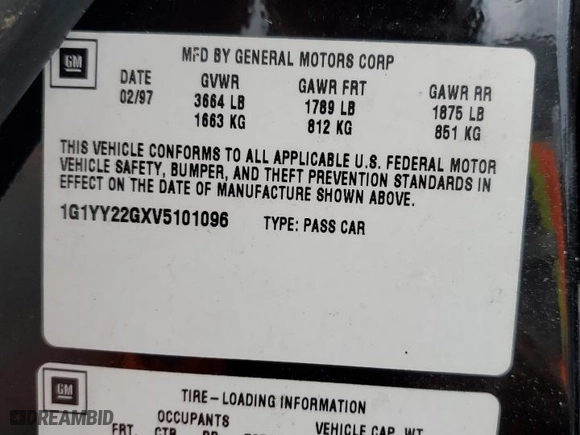 GM
MFD BY GENERAL MOTORS CORP
DATE GVWR GAWR FRT GAWR RR
02/97 3664 LB 1789 LB 1875 LB
1663 KG 812 KG 851 KG
THIS VEHICLE CONFORMS TO ALL APPLICABLE U.S. FEDERAL MOTOR
VEHICLE SAFETY, BUMPER, AND THEFT PREVENTION STANDARDS IN
EFFECT ON THE DATE OF MANUFACTURE SHOWN ABOVE.
1G1YY22GXV5101096 TYPE: PASS CAR
GM
TIRE-LOADING INFORMATION
OCCUPANTS VEHICLE CAP. WT.
FRT. CTR. RR.
DREAMBID